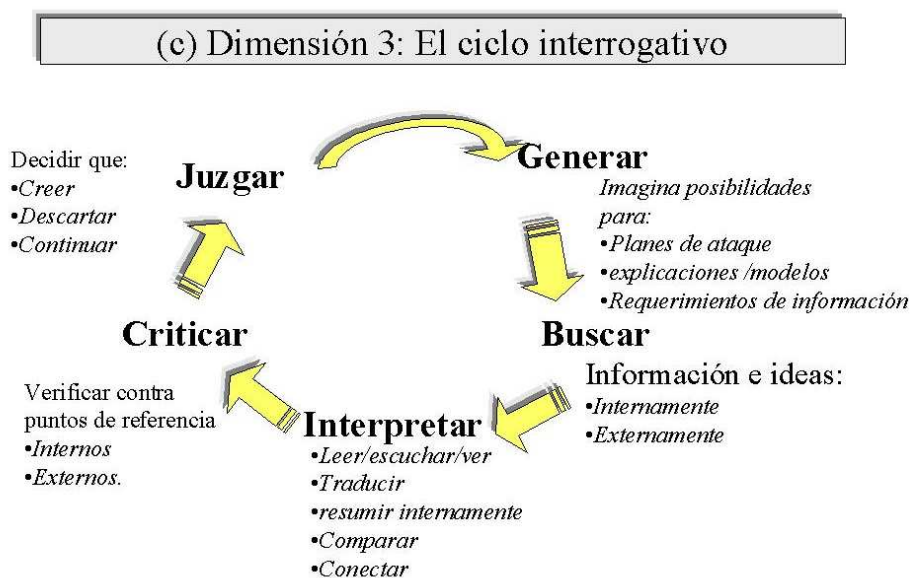 (c) Dimensión 3: El ciclo interrogativo
Generar
Imagina posibilidades
para:
•Planes de ataque
•explicaciones /modelos
•Requerimientos de información
Buscar
Información e ideas:
•Internamente
•Externamente
Interpretar
•Leer/escuchar/ver
•Traducir
•resumir internamente
•Comparar
•Conectar
Criticar
Verificar contra
puntos de referencia
•Internos
•Externos.
Juzgar
Decidir que:
•Creer
•Descartar
•Continuar